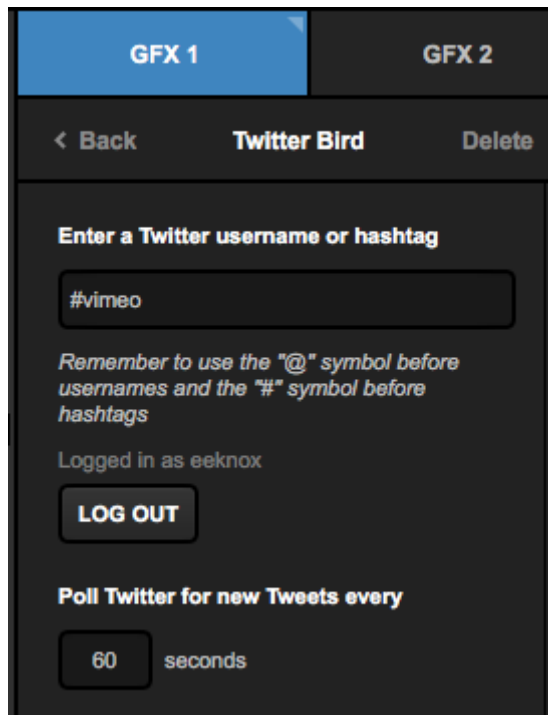 GFX 1 GFX 2
< Back Twitter Bird Delete
Enter a Twitter username or hashtag
#vimeo
Remember to use the "@" symbol before
usernames and the "#" symbol before
hashtags
Logged in as eeknox
LOG OUT
Poll Twitter for new Tweets every
60 seconds